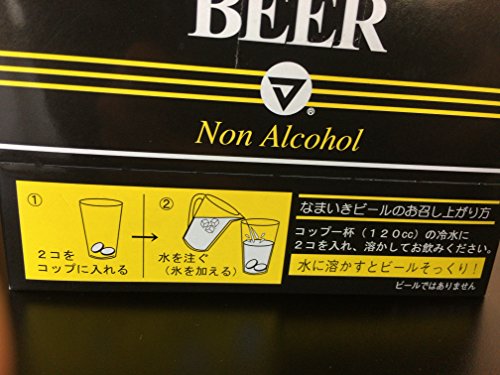 BEER
®
Non Alcohol
①
2コを
コップに入れる
②
水を注ぐ
(氷を加える)
なまいきビールのお召し上がり方
コップ一杯(120cc)の冷水に
2コを入れ、溶かしてお飲みください。
水に溶かすとビールそっくり!
ビールではありません